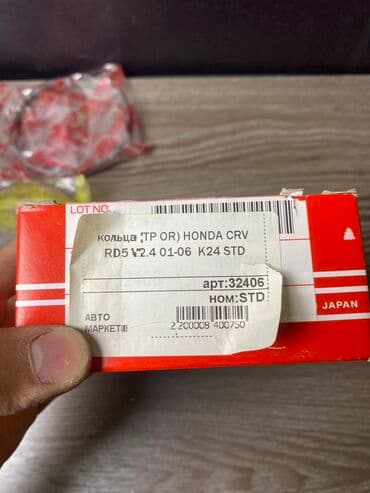 LOT NO.
кольца (TP OR) HONDA CRV
RD5 V2.4 01-06 K24 STD
арт:32406
ном:STD
JAPAN
АВТО
МАРКЕТ
2 200008 400750